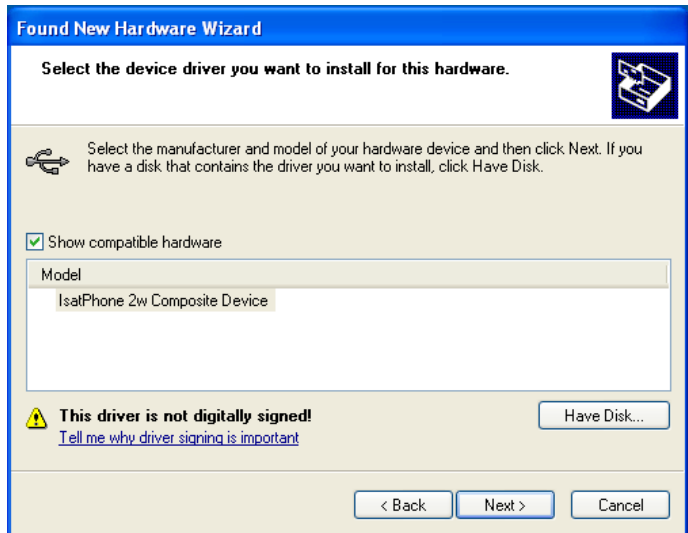 Found New Hardware Wizard
Select the device driver you want to install for this hardware.
Select the manufacturer and model of your hardware device and then click Next. If you
have a disk that contains the driver you want to install, click Have Disk.
Show compatible hardware
Model
IsatPhone 2w Composite Device
This driver is not digitally signed!
Have Disk...
Tell me why driver signing is important
< Back
Next >
Cancel